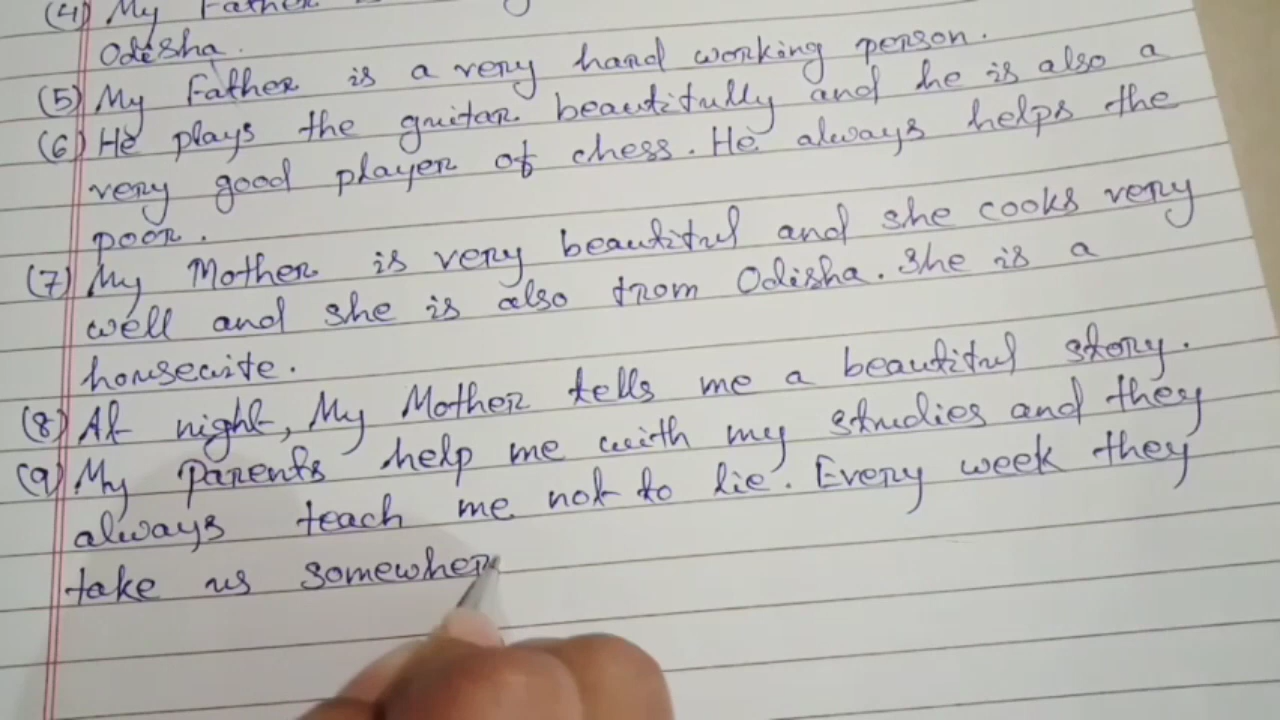 (4) My Father
Odisha.
(5) My Father is a very hard working person.
(6) He plays the guitar beautifully and he is also a
very good player of chess. He always helps the
poor.
(7) My Mother is very beautiful and she cooks very
well and she is also from Odisha. She is a
housewife.
(8) At night, My Mother tells me a beautiful story.
(9) My Parents help me with my studies and they
always teach me not to lie. Every week they
take us somewher